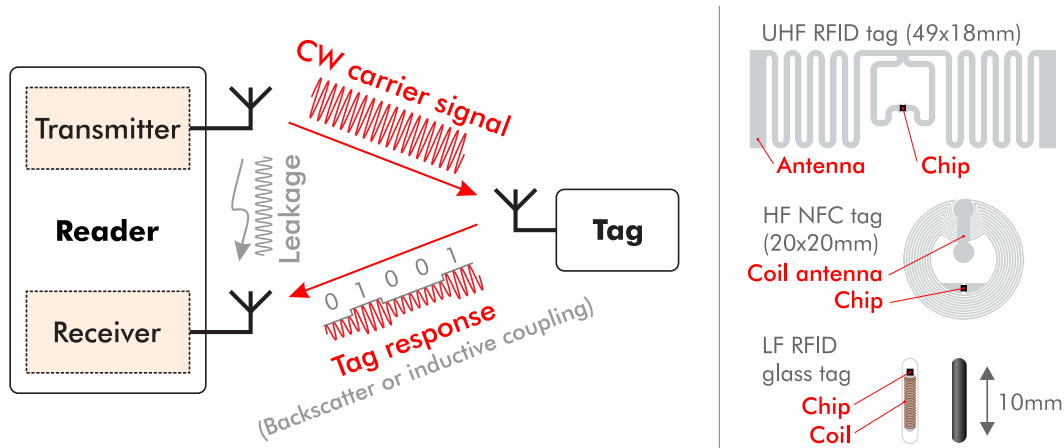 Transmitter
Reader
Receiver
Leakage
CW carrier signal
Tag
0 1 0 0 1
Tag response
(Backscatter or inductive coupling)
UHF RFID tag (49x18mm)
Antenna
Chip
HF NFC tag
(20x20mm)
Coil antenna
Chip
LF RFID
glass tag
Chip
Coil
10mm